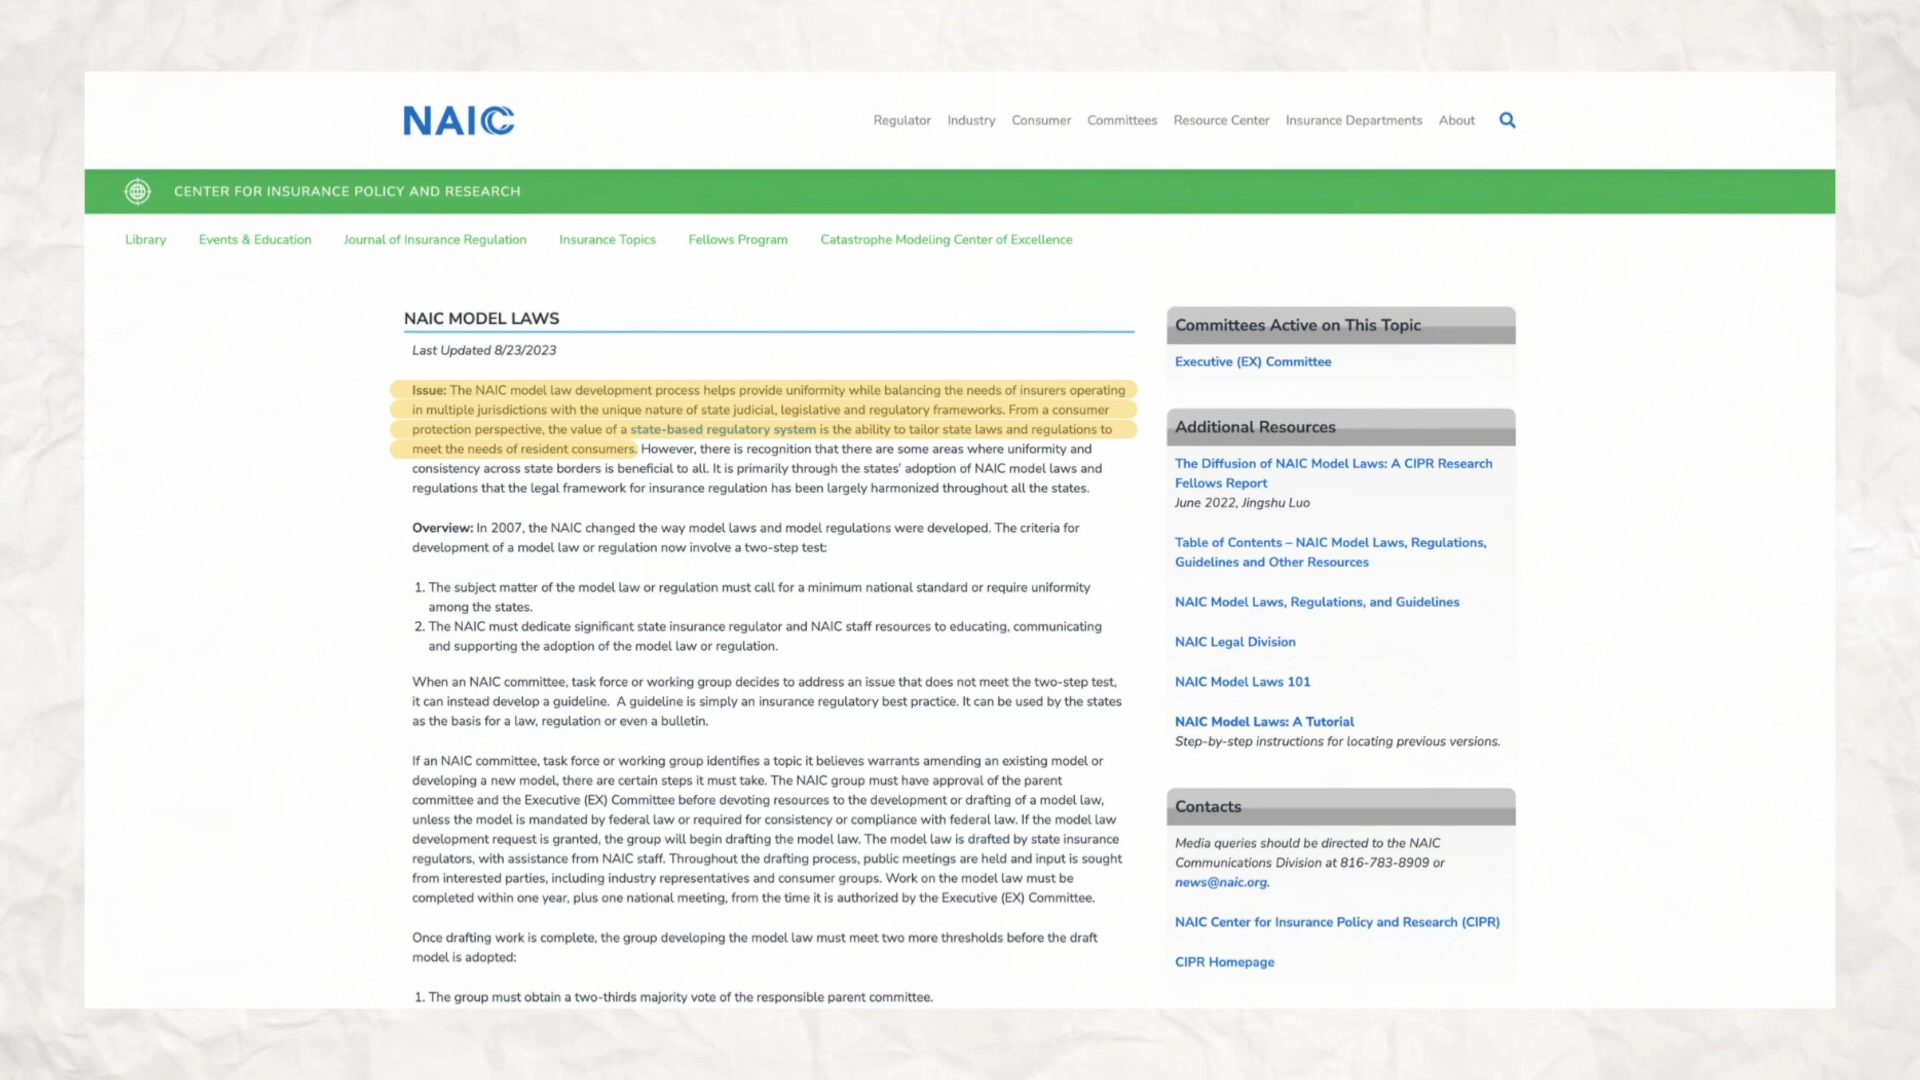 NAIC
Regulator Industry Consumer Committees Resource Center Insurance Departments About
CENTER FOR INSURANCE POLICY AND RESEARCH
Library Events & Education Journal of Insurance Regulation Insurance Topics Fellows Program Catastrophe Modeling Center of Excellence
NAIC MODEL LAWS
Last Updated 8/23/2023
Issue: The NAIC model law development process helps provide uniformity while balancing the needs of insurers operating
in multiple jurisdictions with the unique nature of state judicial, legislative and regulatory frameworks. From a consumer
protection perspective, the value of a state-based regulatory system is the ability to tailor state laws and regulations to
meet the needs of resident consumers. However, there is recognition that there are some areas where uniformity and
consistency across state borders is beneficial to all. It is primarily through the states' adoption of NAIC model laws and
regulations that the legal framework for insurance regulation has been largely harmonized throughout all the states.
Overview: In 2007, the NAIC changed the way model laws and model regulations were developed. The criteria for
development of a model law or regulation now involve a two-step test:
1. The subject matter of the model law or regulation must call for a minimum national standard or require uniformity
among the states.
2. The NAIC must dedicate significant state insurance regulator and NAIC staff resources to educating, communicating
and supporting the adoption of the model law or regulation.
When an NAIC committee, task force or working group decides to address an issue that does not meet the two-step test,
it can instead develop a guideline. A guideline is simply an insurance regulatory best practice. It can be used by the states
as the basis for a law, regulation or even a bulletin.
If an NAIC committee, task force or working group identifies a topic it believes warrants amending an existing model or
developing a new model, there are certain steps it must take. The NAIC group must have approval of the parent
committee and the Executive (EX) Committee before devoting resources to the development or drafting of a model law,
unless the model is mandated by federal law or required for consistency or compliance with federal law. If the model law
development request is granted, the group will begin drafting the model law. The model law is drafted by state insurance
regulators, with assistance from NAIC staff. Throughout the drafting process, public meetings are held and input is sought
from interested parties, including industry representatives and consumer groups. Work on the model law must be
completed within one year, plus one national meeting, from the time it is authorized by the Executive (EX) Committee.
Once drafting work is complete, the group developing the model law must meet two more thresholds before the draft
model is adopted:
1. The group must obtain a two-thirds majority vote of the responsible parent committee.
Committees Active on This Topic
Executive (EX) Committee
Additional Resources
The Diffusion of NAIC Model Laws: A CIPR Research
Fellows Report
June 2022, Jingshu Luo
Table of Contents – NAIC Model Laws, Regulations,
Guidelines and Other Resources
NAIC Model Laws, Regulations, and Guidelines
NAIC Legal Division
NAIC Model Laws 101
NAIC Model Laws: A Tutorial
Step-by-step instructions for locating previous versions.
Contacts
Media queries should be directed to the NAIC
Communications Division at 816-783-8909 or
news@naic.org.
NAIC Center for Insurance Policy and Research (CIPR)
CIPR Homepage